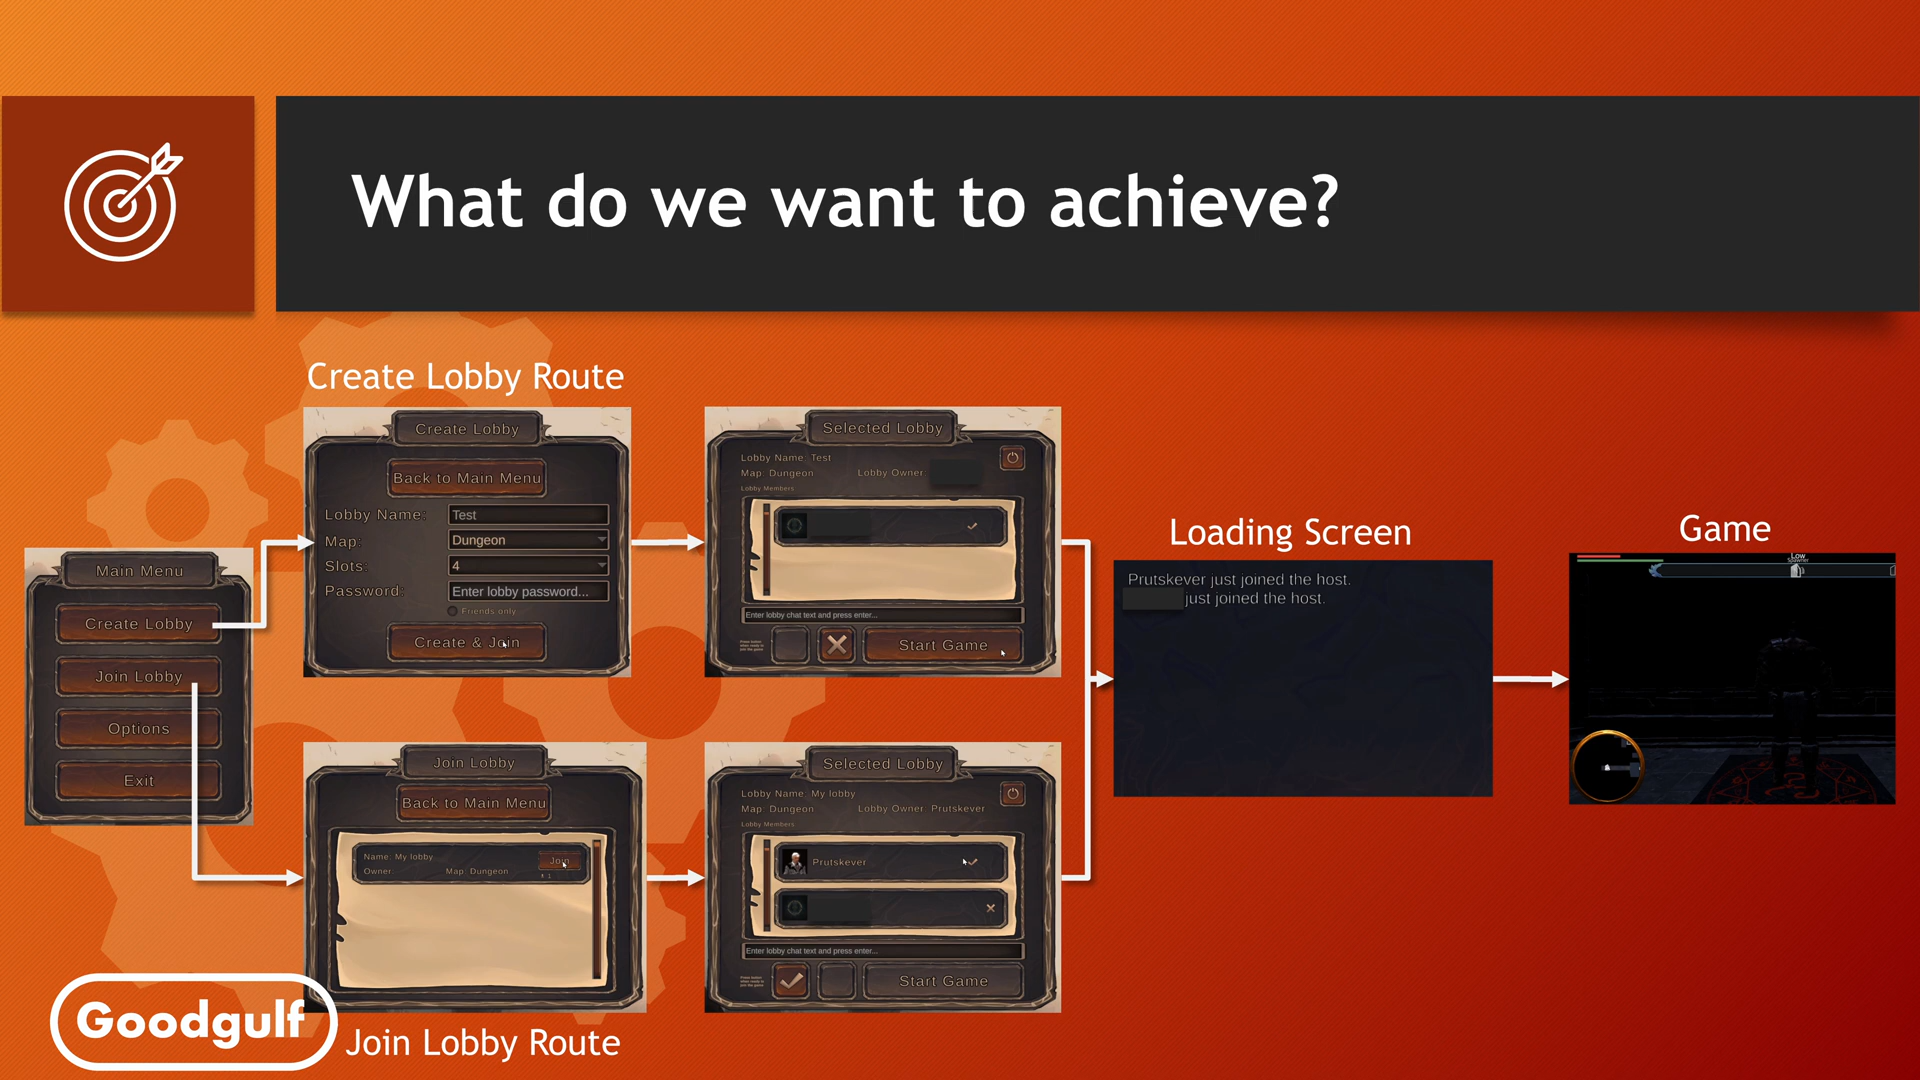 What do we want to achieve?
Create Lobby Route
Main Menu
Create Lobby
Join Lobby
Options
Exit
Create Lobby
Back to Main Menu
Lobby Name: Test
Map: Dungeon
Slots: 4
Password: Enter lobby password...
Friends only
Create & Join
Selected Lobby
Lobby Name: Test
Map: Dungeon Lobby Owner:
Lobby Members
Enter lobby chat text and press enter...
Start Game
Join Lobby
Back to Main Menu
Name: My lobby
Join
Owner: Map: Dungeon
Selected Lobby
Lobby Name: My lobby
Map: Dungeon Lobby Owner: Prutskever
Lobby Members
Prutskever
Enter lobby chat text and press enter...
Start Game
Join Lobby Route
Loading Screen
Prutskever just joined the host.
just joined the host.
Game
Low
Spawner
Goodgulf